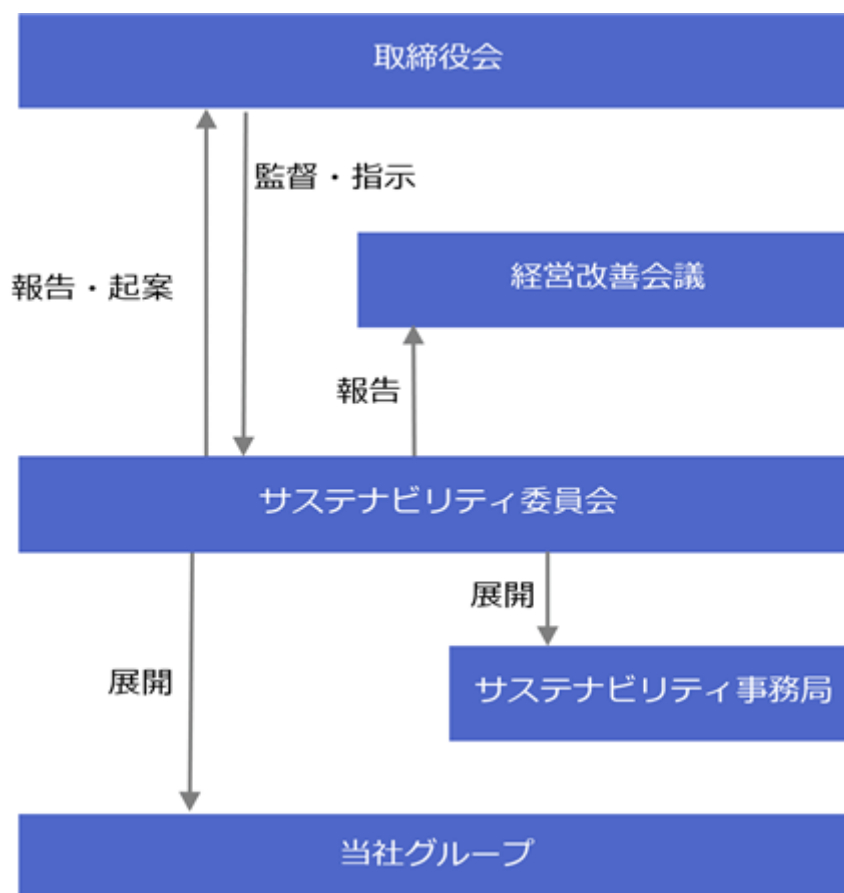 取締役会
監督・指示
経営改善会議
報告・起案
報告
サステナビリティ委員会
展開
サステナビリティ事務局
展開
当社グループ